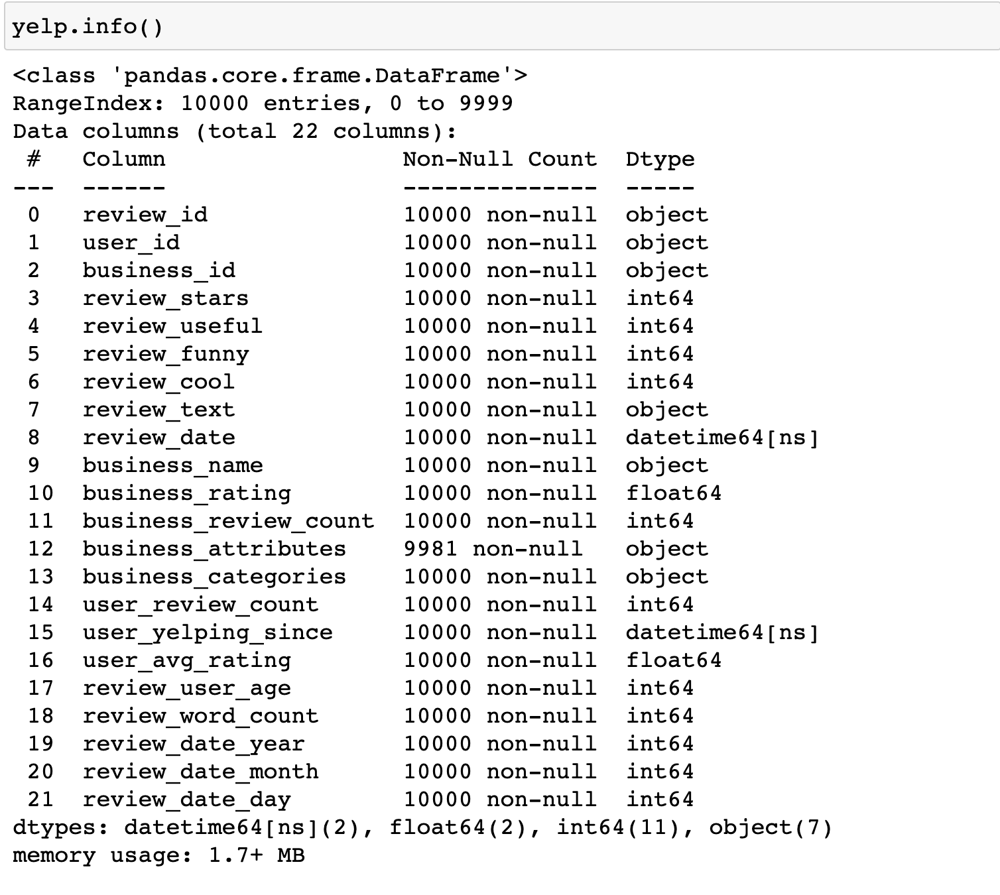 yelp.info()
<class 'pandas.core.frame.DataFrame'>
RangeIndex: 10000 entries, 0 to 9999
Data columns (total 22 columns):
 #   Column                 Non-Null Count  Dtype
---  ------                 --------------  -----
 0   review_id              10000 non-null  object
 1   user_id                10000 non-null  object
 2   business_id            10000 non-null  object
 3   review_stars           10000 non-null  int64
 4   review_useful          10000 non-null  int64
 5   review_funny           10000 non-null  int64
 6   review_cool            10000 non-null  int64
 7   review_text            10000 non-null  object
 8   review_date            10000 non-null  datetime64[ns]
 9   business_name          10000 non-null  object
 10  business_rating        10000 non-null  float64
 11  business_review_count  10000 non-null  int64
 12  business_attributes    9981 non-null   object
 13  business_categories    10000 non-null  object
 14  user_review_count      10000 non-null  int64
 15  user_yelping_since     10000 non-null  datetime64[ns]
 16  user_avg_rating        10000 non-null  float64
 17  review_user_age        10000 non-null  int64
 18  review_word_count      10000 non-null  int64
 19  review_date_year       10000 non-null  int64
 20  review_date_month      10000 non-null  int64
 21  review_date_day        10000 non-null  int64
dtypes: datetime64[ns](2), float64(2), int64(11), object(7)
memory usage: 1.7+ MB